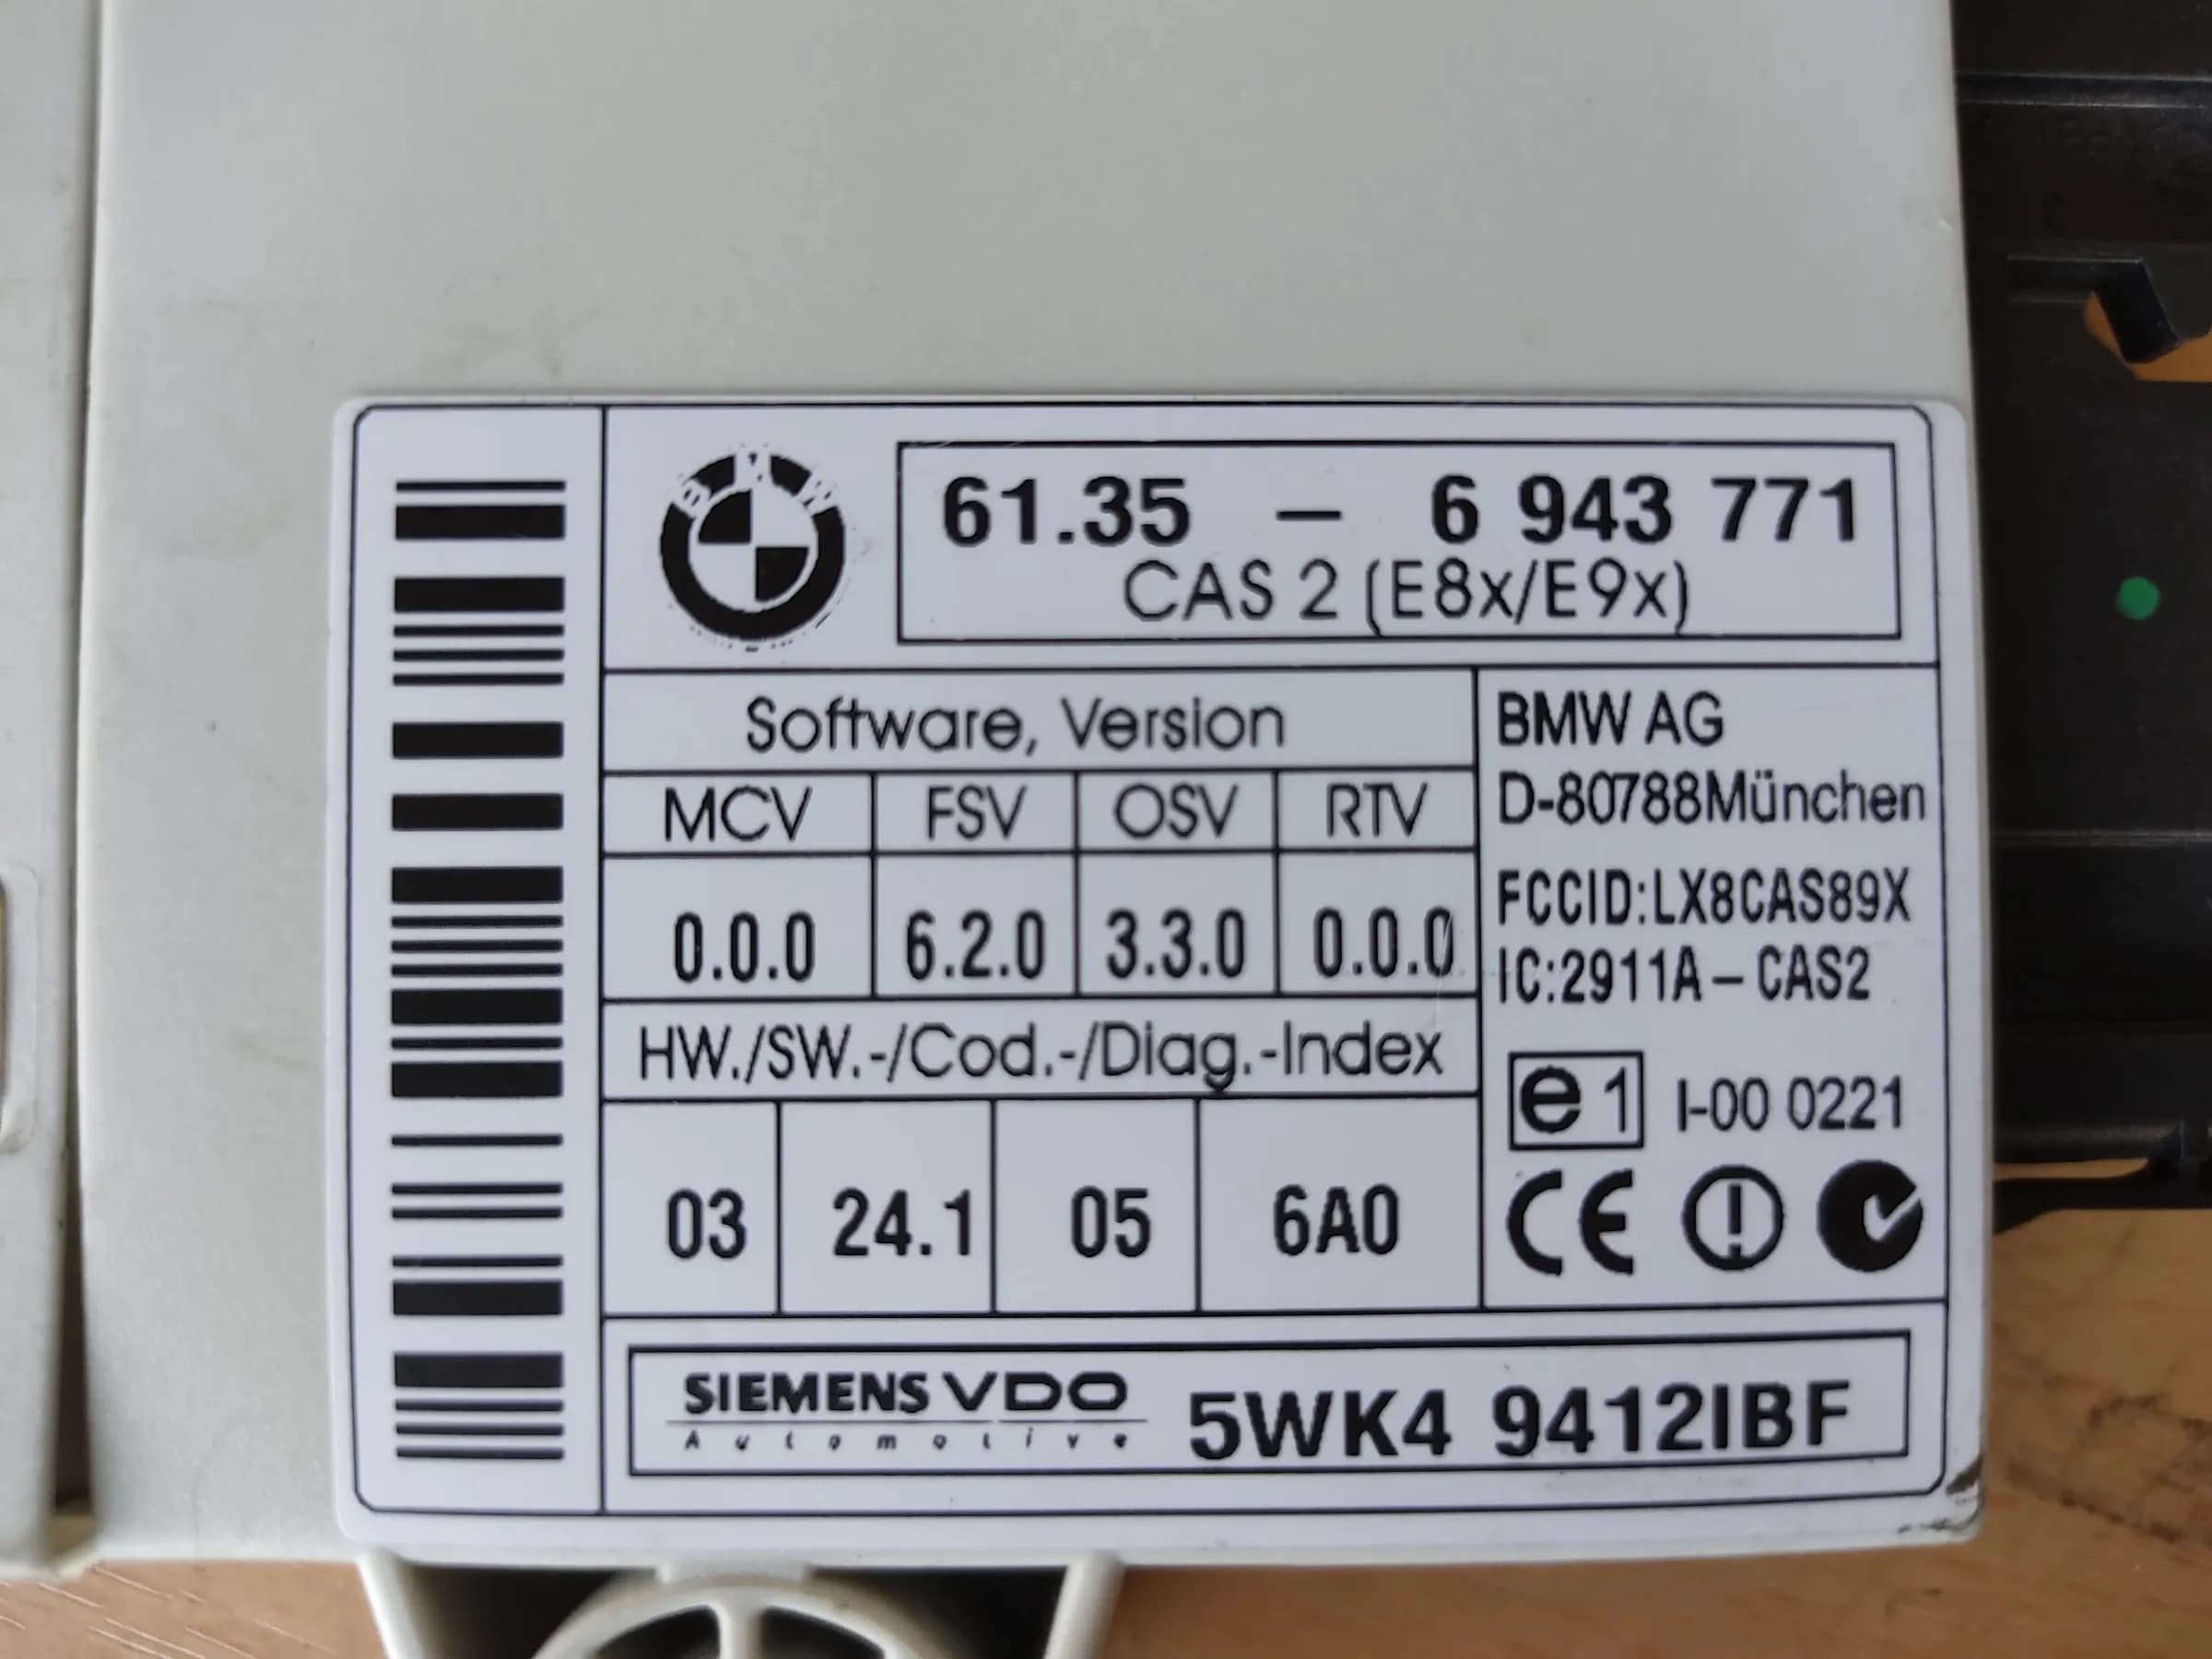 BMW
61.35 – 6 943 771
CAS 2 (E8x/E9x)
Software, Version
MCV FSV OSV RTV
0.0.0 6.2.0 3.3.0 0.0.0
HW./SW.-/Cod.-/Diag.-Index
03 24.1 05 6A0
BMW AG
D-80788München
FCCID:LX8CAS89X
IC:2911A – CAS2
e1 I-00 0221
CE
SIEMENS VDO
Automotive
5WK4 9412IBF